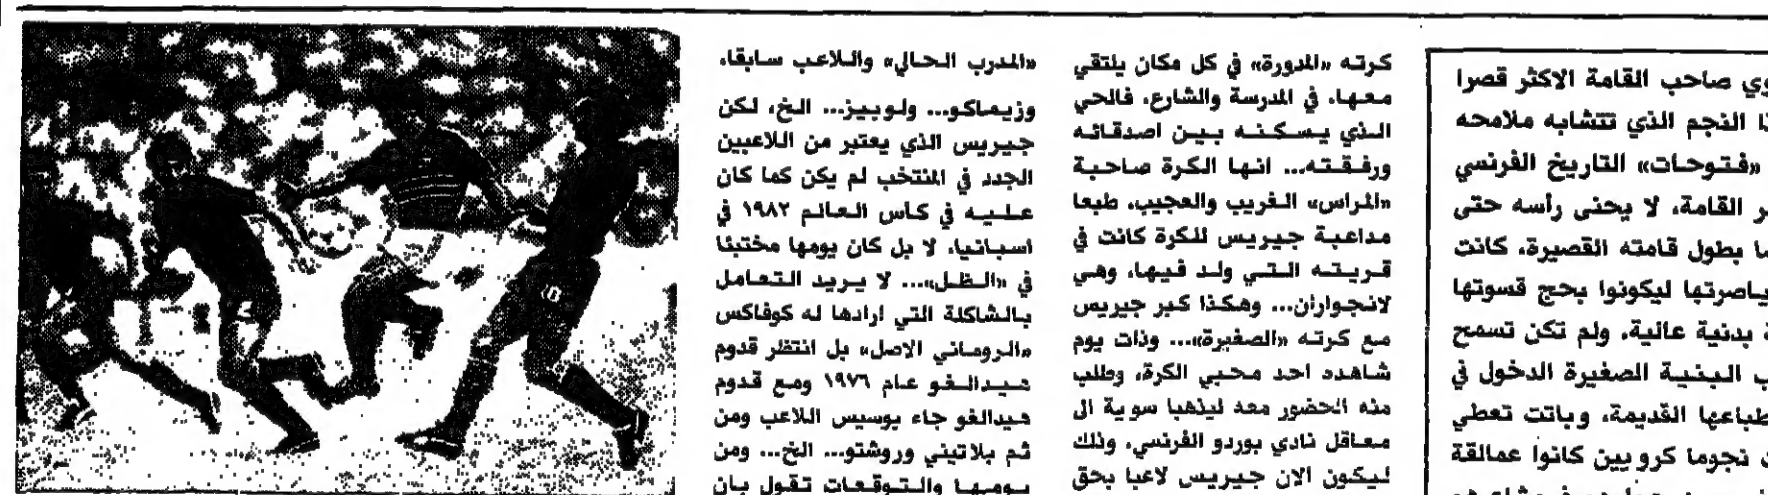 وي صاحب القامة الاكثر قصرا
ا النجم الذي تتشابه ملامحه
«فتوحات» التاريخ الفرنسي
ر القامة، لا يحنى رأسه حتى
ما بطول قامته القصيرة، كانت
ياصرتها ليكونوا بحج قسوتها
ة بدنية عالية، ولم تكن تسمح
ب البنية الصغيرة الدخول في
طباعها القديمة، وباتت تعطي
نجوما كرويين كانوا عمالقة
كرته «المدورة» في كل مكان يلتقي
معها، في المدرسة والشارع، فالحي
الذي يسكنه بين اصدقائه
ورفقته... انها الكرة صاحبة
«المراس» الغريب والعجيب، طبعا
مداعبة جيريس للكرة كانت في
قريته التي ولد فيها، وهي
لانجواران... وهكذا كبر جيريس
مع كرته «الصغيرة»... وذات يوم
شاهده احد محبي الكرة، وطلب
منه الحضور معه ليذهبا سوية الى
معاقل نادي بوردو الفرنسي، وذلك
ليكون الان جيريس لاعبا بحق
«المدرب الحالي» واللاعب سابقا،
وزيماكو... ولوبيز... الخ، لكن
جيريس الذي يعتبر من اللاعبين
الجدد في المنتخب لم يكن كما كان
عليه في كاس العالم ١٩٨٢ في
اسبانيا، لا بل كان يومها مختبئا
في «الظل»... لا يريد التعامل
بالشاكلة التي ارادها له كوفاكس
«الروماني الاصل» بل انتظر قدوم
هيدالغو عام ١٩٧٦ ومع قدوم
هيدالغو جاء بوسيس اللاعب ومن
ثم بلاتيني وروشتو... الخ... ومن
يومها والتوقعات تقول بان